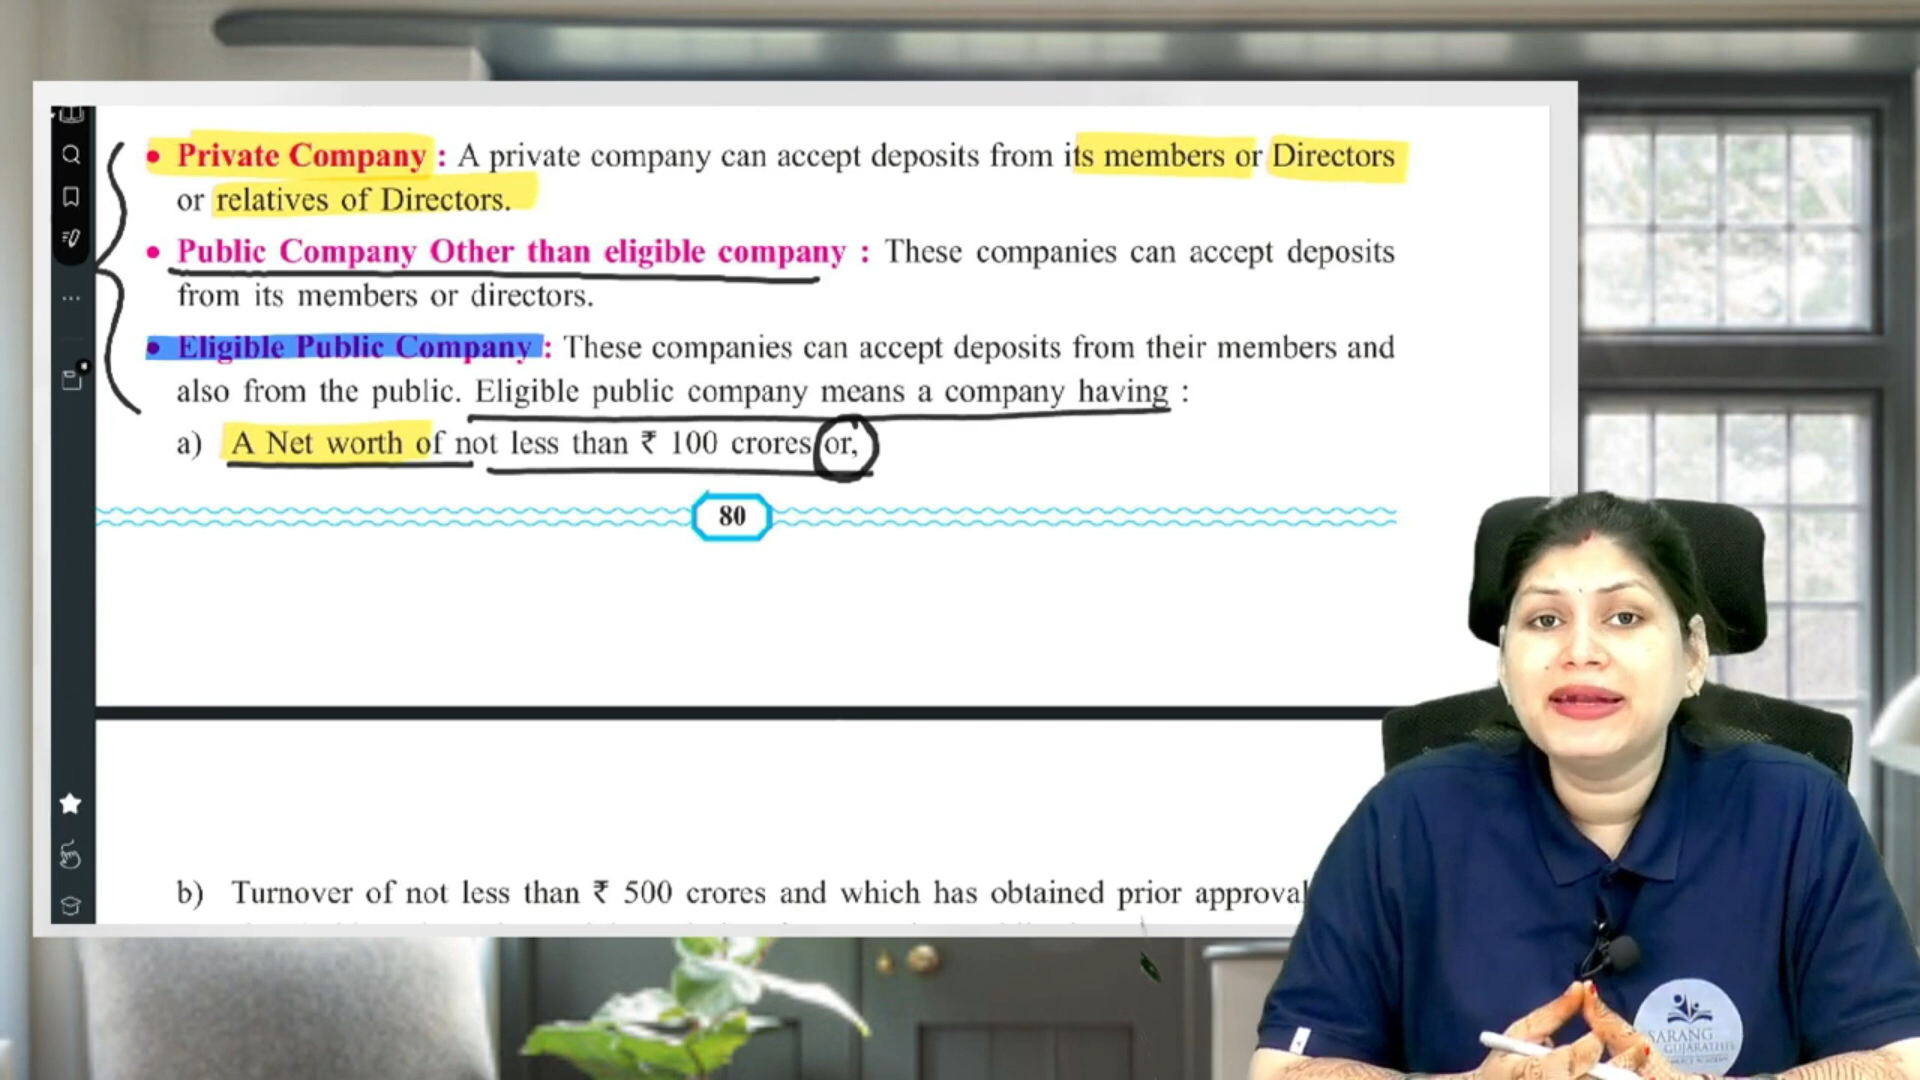 • Private Company : A private company can accept deposits from its members or Directors
or relatives of Directors.
• Public Company Other than eligible company : These companies can accept deposits
from its members or directors.
• Eligible Public Company : These companies can accept deposits from their members and
also from the public. Eligible public company means a company having :
a) A Net worth of not less than ₹ 100 crores or,
80
b) Turnover of not less than ₹ 500 crores and which has obtained prior approval
SARANG
GUJARATHI